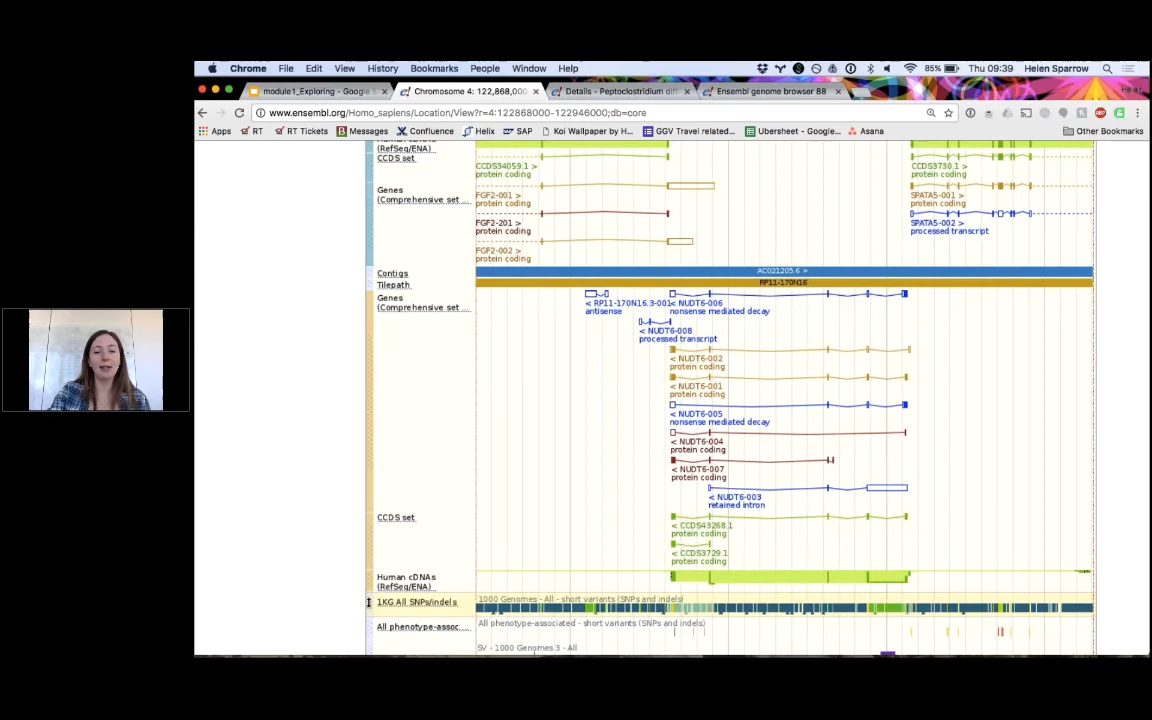 Chrome File Edit View History Bookmarks People Window Help 85% Thu 09:39 Helen Sparrow
module1_Exploring - Google S Chromosome 4: 122,868,000- Details - Peptoclostridium diff Ensembl genome browser 88 Helen
www.ensembl.org/Homo_sapiens/Location/View?r=4:122868000-122946000;db=core
Apps RT RT Tickets Messages Confluence Helix SAP Koi Wallpaper by H... GGV Travel related... Ubersheet - Google... Asana Other Bookmarks
(RefSeq/ENA)
CCDS set
CCDS34059.1 >
protein coding
CCDS3730.1 >
protein coding
Genes
(Comprehensive set ...
FGF2-001 >
protein coding
SPATA5-001 >
protein coding
FGF2-201 >
protein coding
SPATA5-002 >
processed transcript
FGF2-002 >
protein coding
Contigs
AC021205.6 >
Tilepath
RP11-170N16
Genes
(Comprehensive set ...
< RP11-170N16.3-001
antisense
< NUDT6-006
nonsense mediated decay
< NUDT6-008
processed transcript
< NUDT6-002
protein coding
< NUDT6-001
protein coding
< NUDT6-005
nonsense mediated decay
< NUDT6-004
protein coding
< NUDT6-007
protein coding
< NUDT6-003
retained intron
CCDS set
< CCDS43268.1
protein coding
< CCDS3729.1
protein coding
Human cDNAs
(RefSeq/ENA)
1KG All SNPs/indels
1000 Genomes - All - short variants (SNPs and indels)
All phenotype-assoc ...
All phenotype-associated - short variants (SNPs and indels)
SV - 1000 Genomes 3 - All